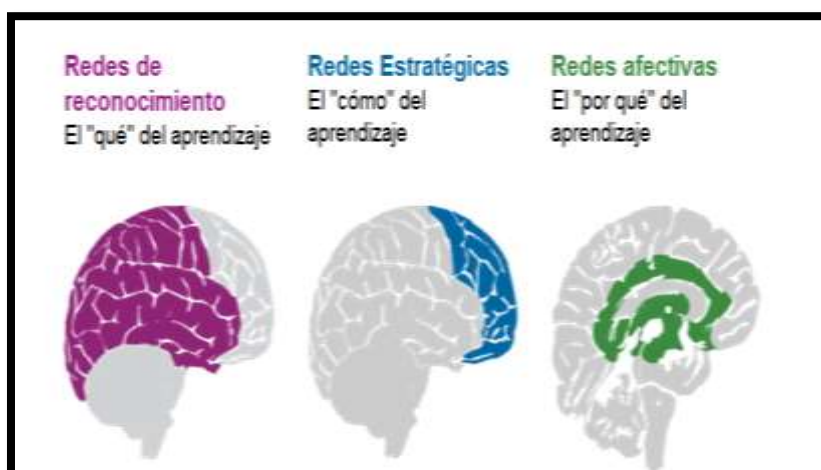 Redes de
reconocimiento
El "qué" del aprendizaje
Redes Estratégicas
El "cómo" del
aprendizaje
Redes afectivas
El "por qué" del
aprendizaje